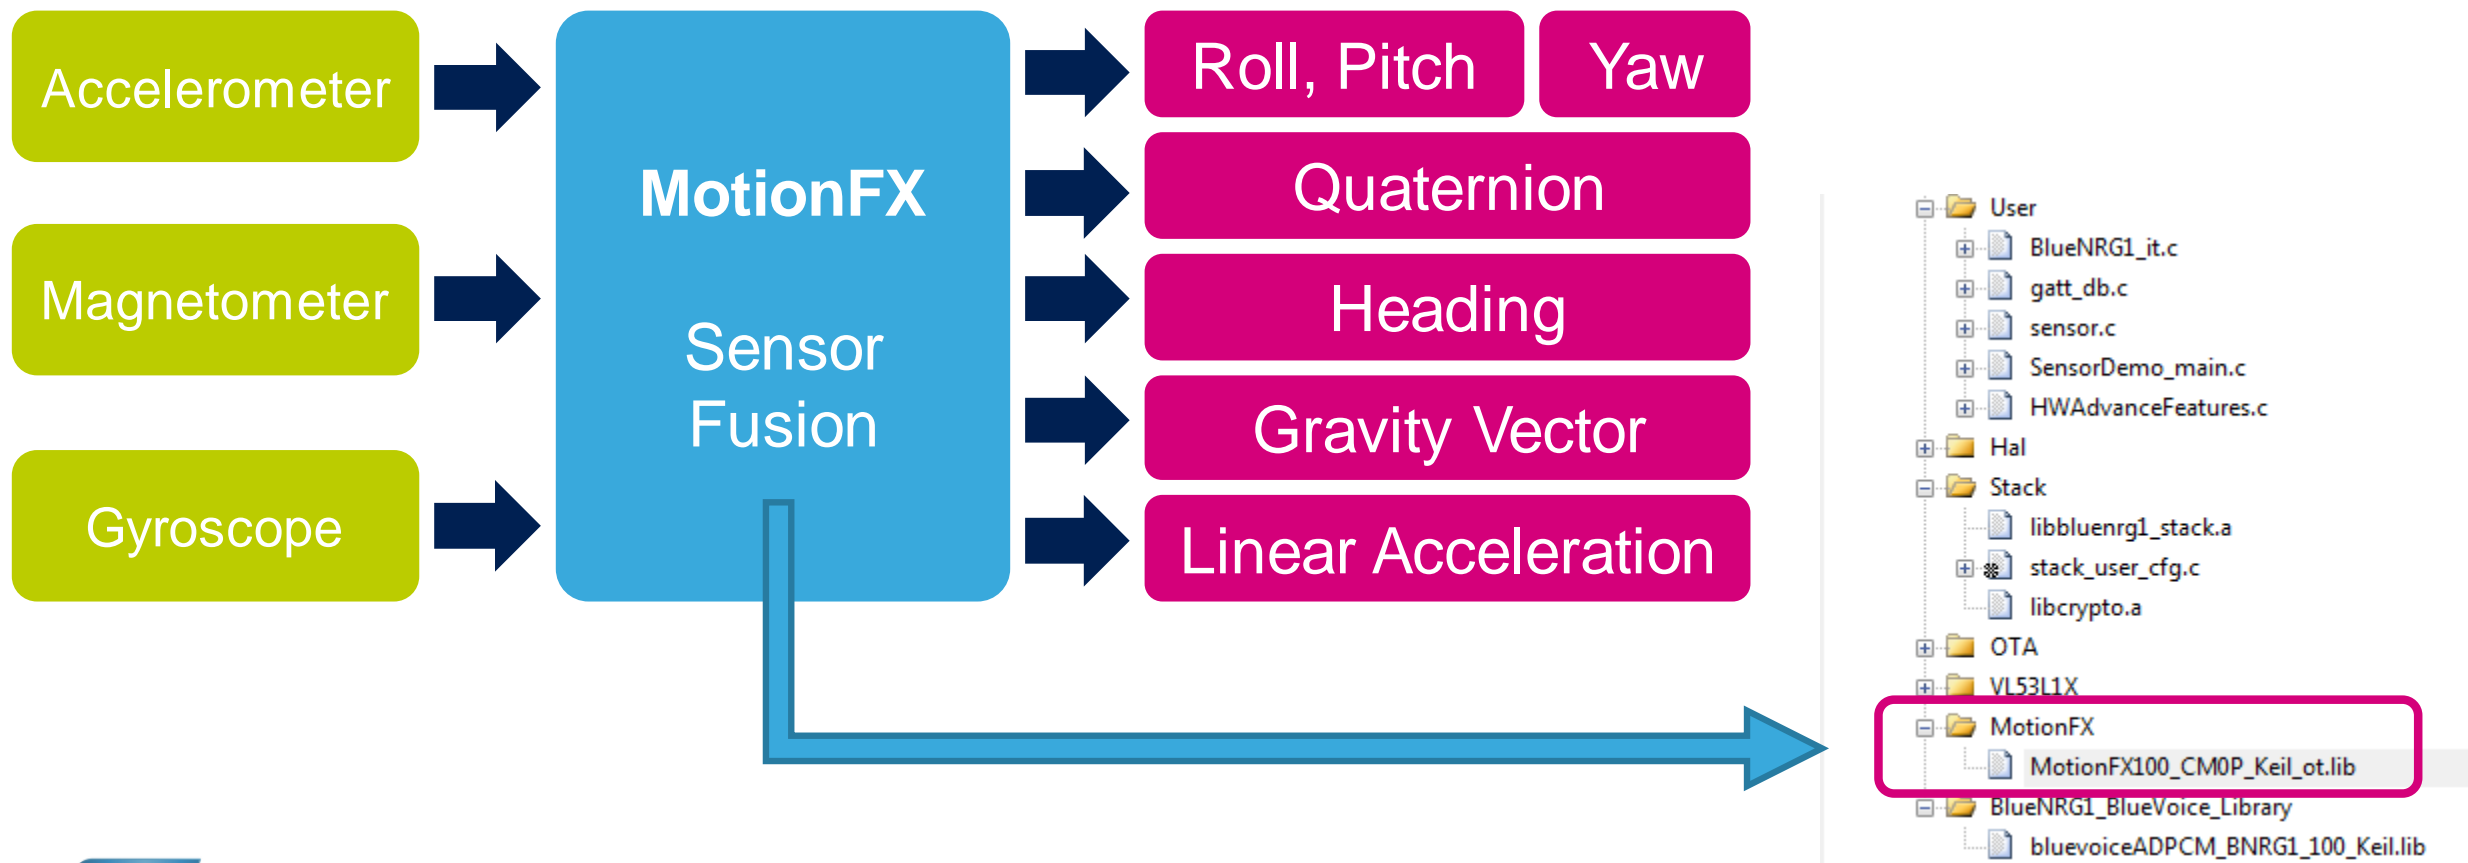 Accelerometer
Magnetometer
Gyroscope
MotionFX
Sensor
Fusion
Roll, Pitch
Yaw
Quaternion
Heading
Gravity Vector
Linear Acceleration
User
BlueNRG1_it.c
gatt_db.c
sensor.c
SensorDemo_main.c
HWAdvanceFeatures.c
Hal
Stack
libbluenrg1_stack.a
stack_user_cfg.c
libcrypto.a
OTA
VL53L1X
MotionFX
MotionFX100_CM0P_Keil_ot.lib
BlueNRG1_BlueVoice_Library
bluevoiceADPCM_BNRG1_100_Keil.lib